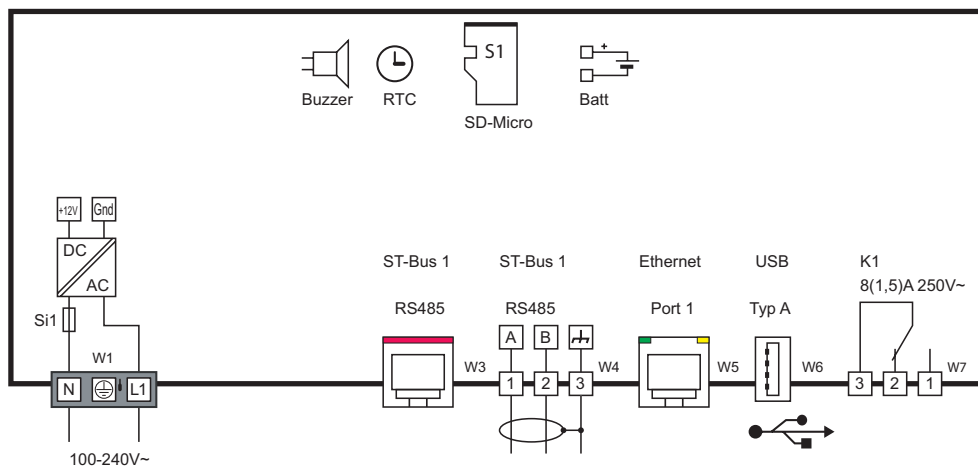 S1
Buzzer
RTC
SD-Micro
+
Batt
+12V
Gnd
DC
AC
Si1
W1
N
L1
100-240V~
ST-Bus 1
RS485
W3
ST-Bus 1
RS485
A
B
1
2
3
W4
Ethernet
Port 1
W5
USB
Typ A
W6
K1
8(1,5)A 250V~
3
2
1
W7